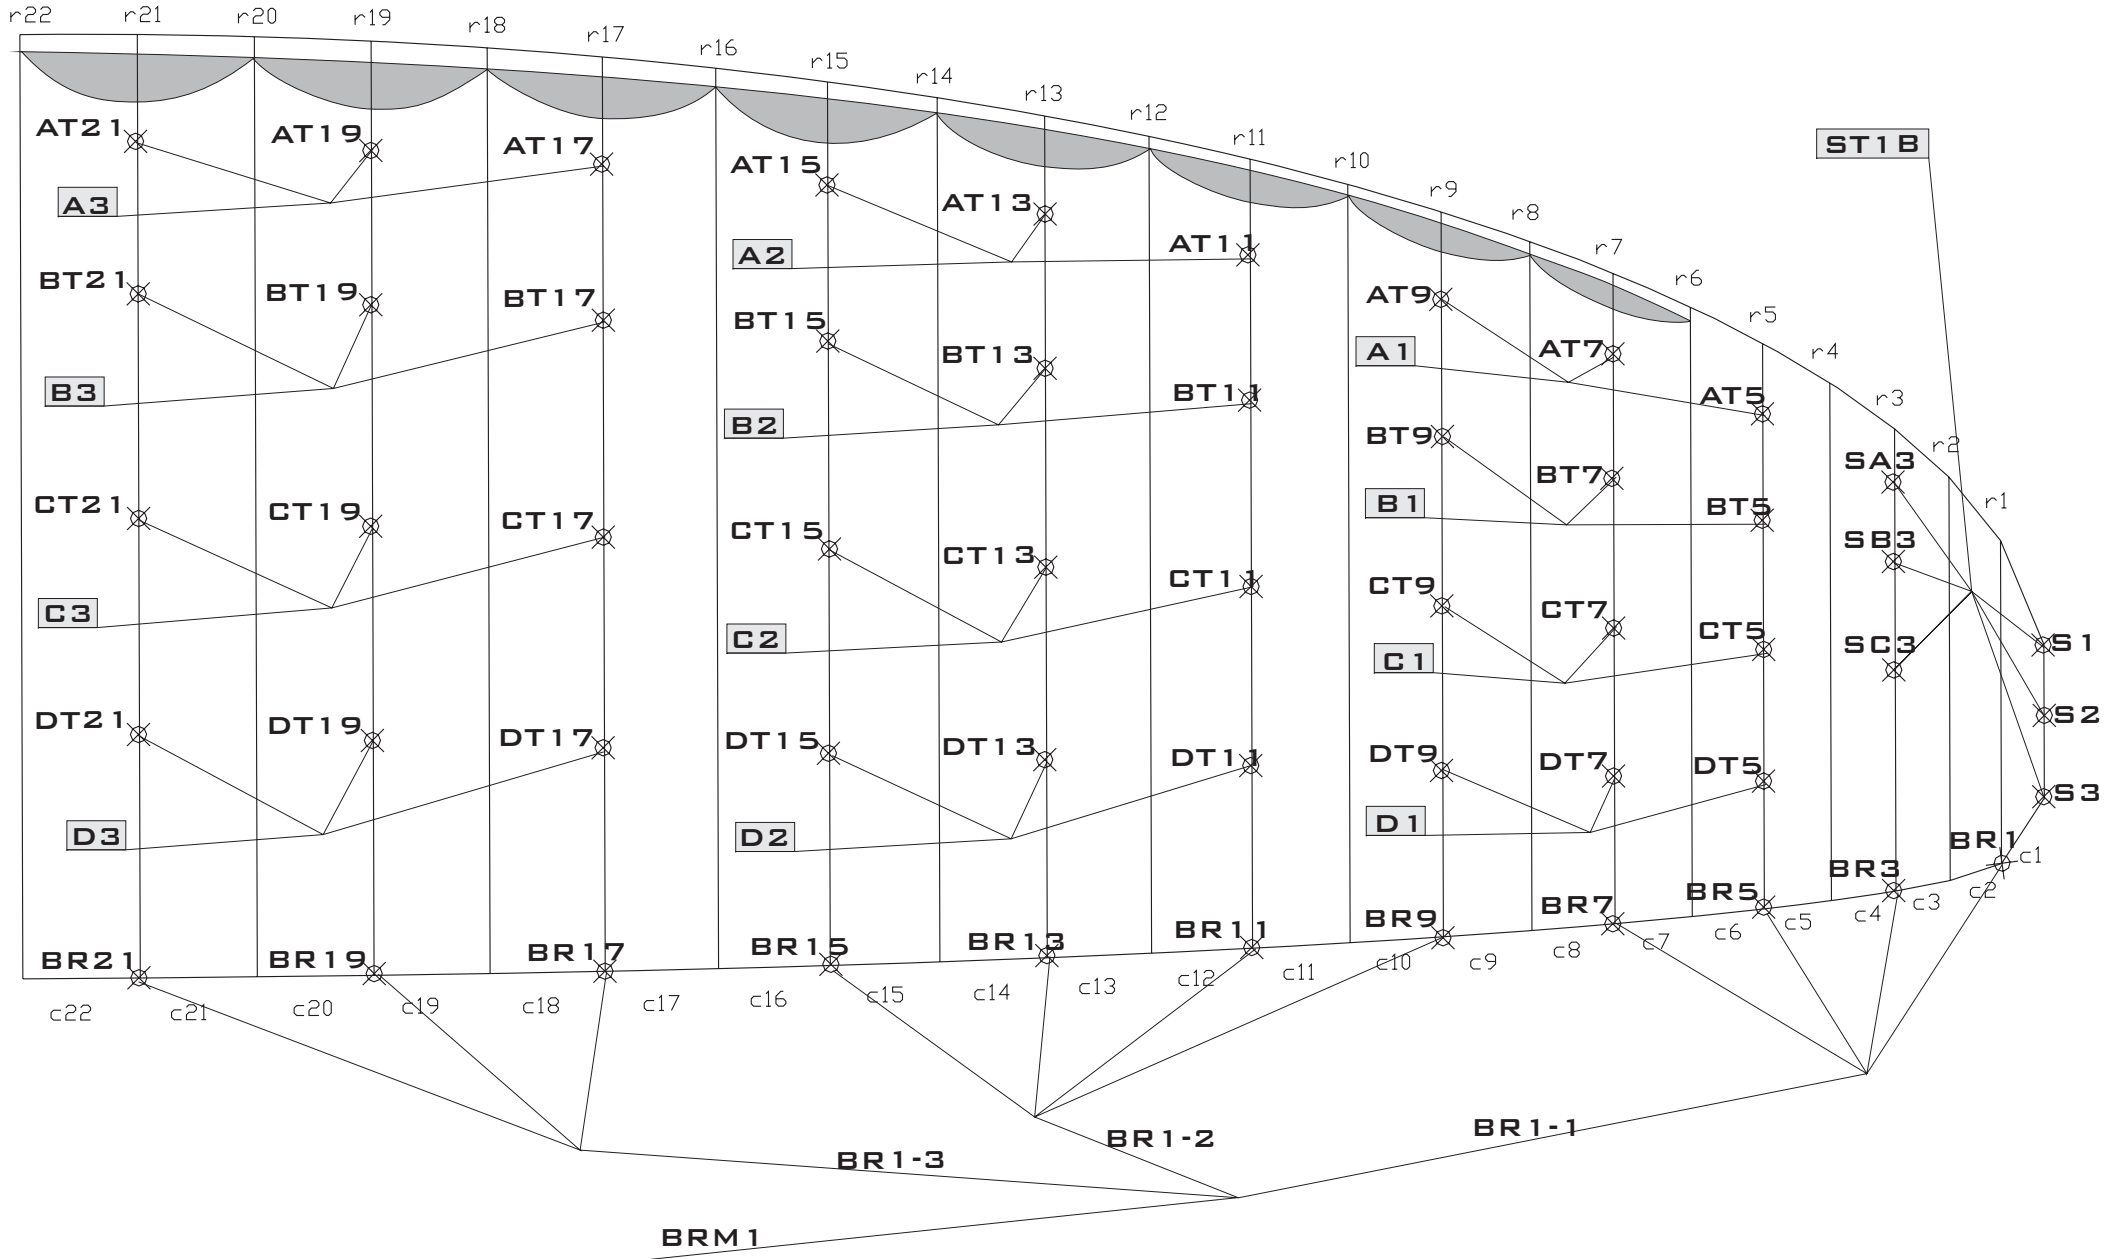 r22 r21 r20 r19 r18 r17 r16 r15 r14 r13 r12 r11 r10 r9 r8 r7 r6 r5 r4 r3 r2 r1
ST1B
AT21 AT19 AT17 AT15 AT13 AT11 AT9 AT7 AT5
A3 A2 A1
SA3
BT21 BT19 BT17 BT15 BT13 BT11 BT9 BT7 BT5
B3 B2 B1
SB3
CT21 CT19 CT17 CT15 CT13 CT11 CT9 CT7 CT5
C3 C2 C1
SC3
S1
S2
S3
DT21 DT19 DT17 DT15 DT13 DT11 DT9 DT7 DT5
D3 D2 D1
BR21 BR19 BR17 BR15 BR13 BR11 BR9 BR7 BR5 BR3 BR1
c22 c21 c20 c19 c18 c17 c16 c15 c14 c13 c12 c11 c10 c9 c8 c7 c6 c5 c4 c3 c2 c1
BR1-3 BR1-2 BR1-1
BRM1